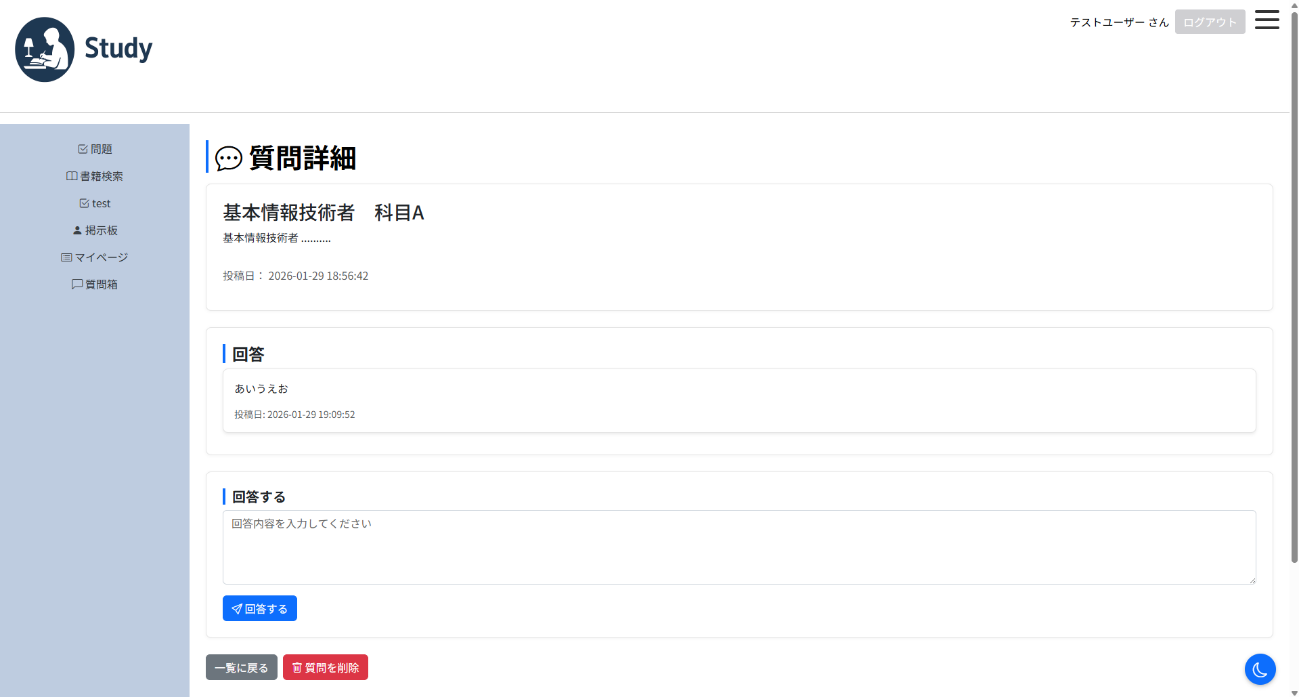 Study
テストユーザー さん ログアウト
問題
書籍検索
test
掲示板
マイページ
質問箱
質問詳細
基本情報技術者　科目A
基本情報技術者 ..........
投稿日： 2026-01-29 18:56:42
回答
あいうえお
投稿日: 2026-01-29 19:09:52
回答する
回答内容を入力してください
回答する
一覧に戻る 質問を削除